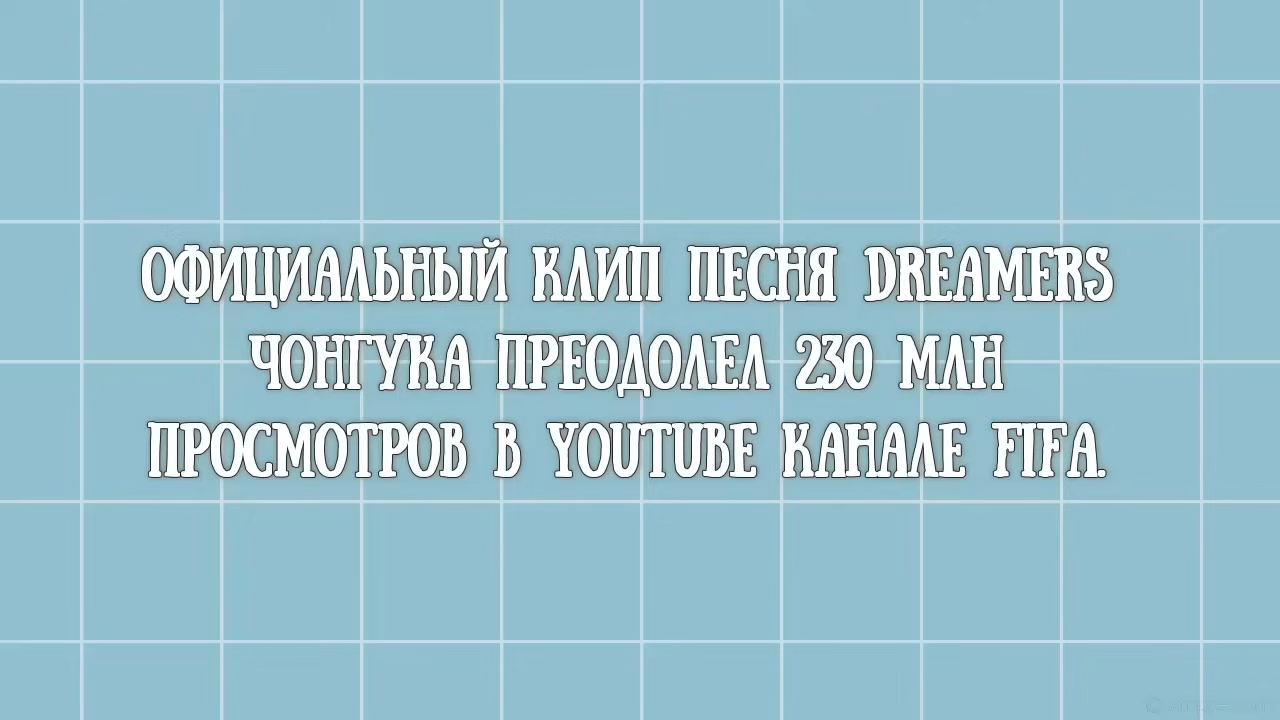 ОФИЦИАЛЬНЫЙ КЛИП ПЕСНЯ DREAMERS
ЧОНГУКА ПРЕОДОЛЕЛ 230 МЛН
ПРОСМОТРОВ В YOUTUBE КАНАЛЕ FIFA.